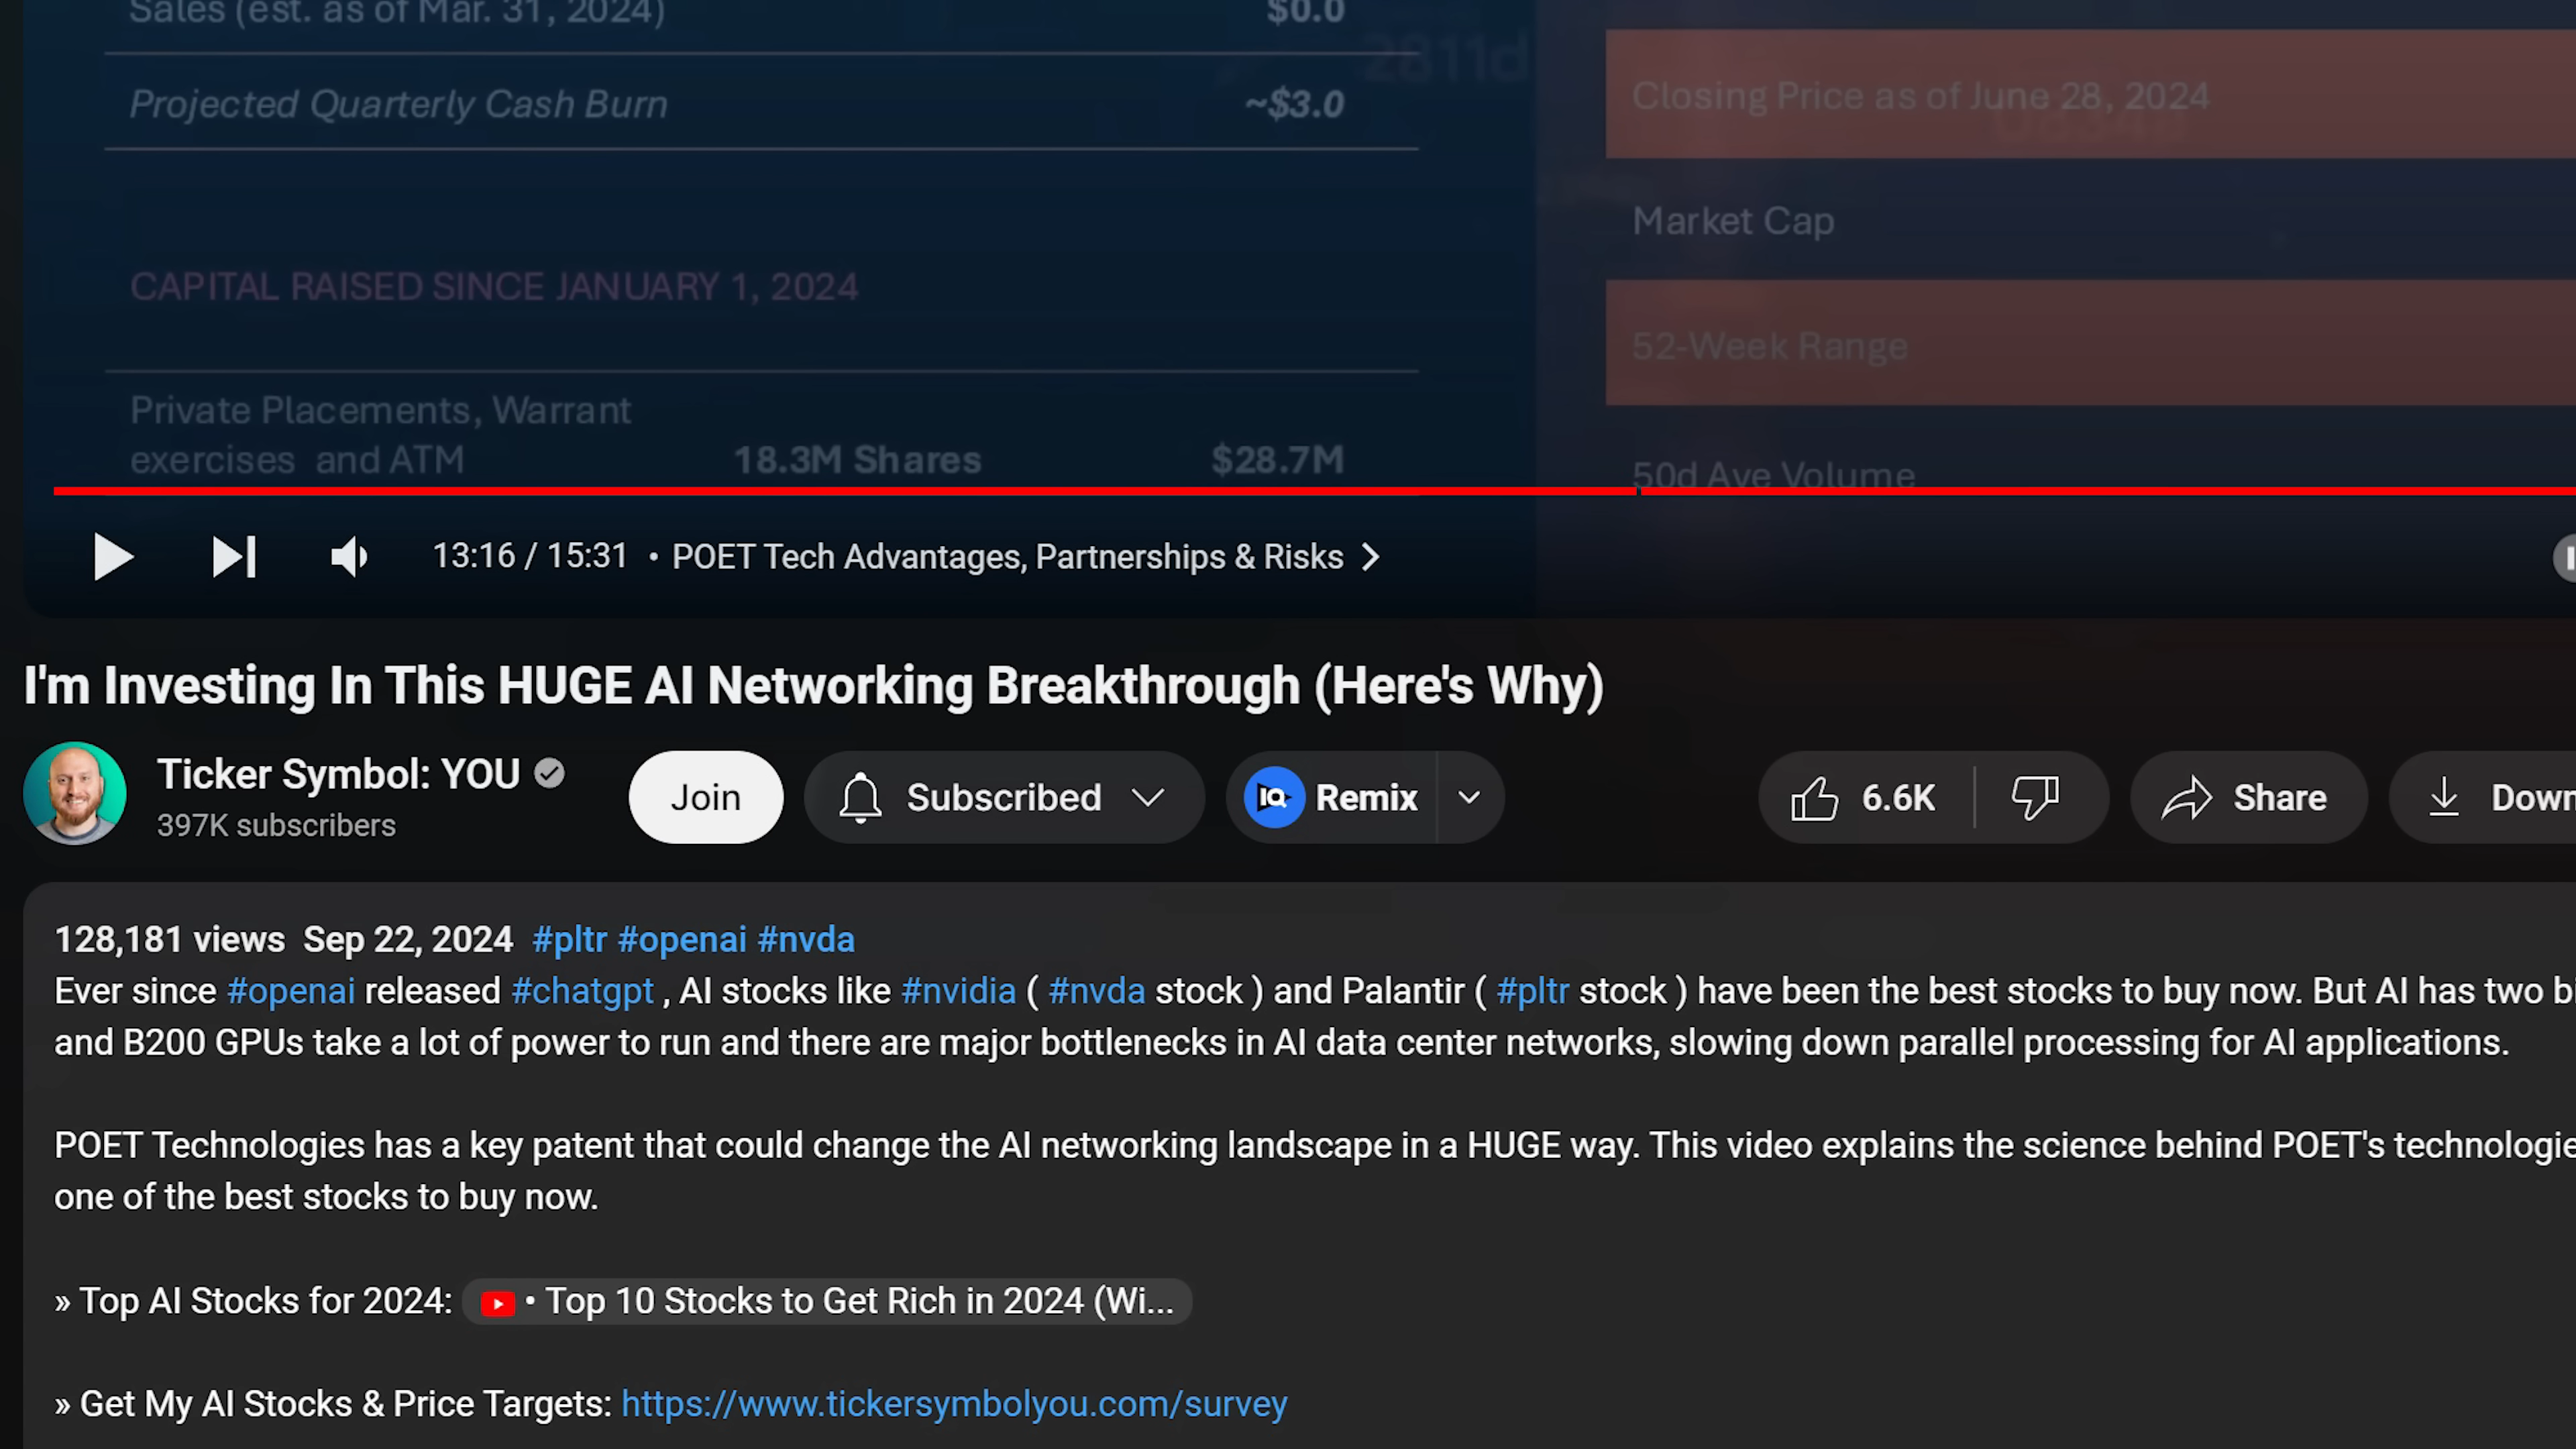 Sales (est. as of Mar. 31, 2024) $0.0
Projected Quarterly Cash Burn ~$3.0
CAPITAL RAISED SINCE JANUARY 1, 2024
Private Placements, Warrant
exercises and ATM 18.3M Shares $28.7M
Closing Price as of June 28, 2024
Market Cap
52-Week Range
50d Ave Volume
13:16 / 15:31 • POET Tech Advantages, Partnerships & Risks
I'm Investing In This HUGE AI Networking Breakthrough (Here's Why)
Ticker Symbol: YOU
397K subscribers
Join
Subscribed
IQ Remix
6.6K
Share
Down
128,181 views Sep 22, 2024 #pltr #openai #nvda
Ever since #openai released #chatgpt , AI stocks like #nvidia ( #nvda stock ) and Palantir ( #pltr stock ) have been the best stocks to buy now. But AI has two
and B200 GPUs take a lot of power to run and there are major bottlenecks in AI data center networks, slowing down parallel processing for AI applications.
POET Technologies has a key patent that could change the AI networking landscape in a HUGE way. This video explains the science behind POET's technologie
one of the best stocks to buy now.
» Top AI Stocks for 2024: • Top 10 Stocks to Get Rich in 2024 (Wi...
» Get My AI Stocks & Price Targets: https://www.tickersymbolyou.com/survey